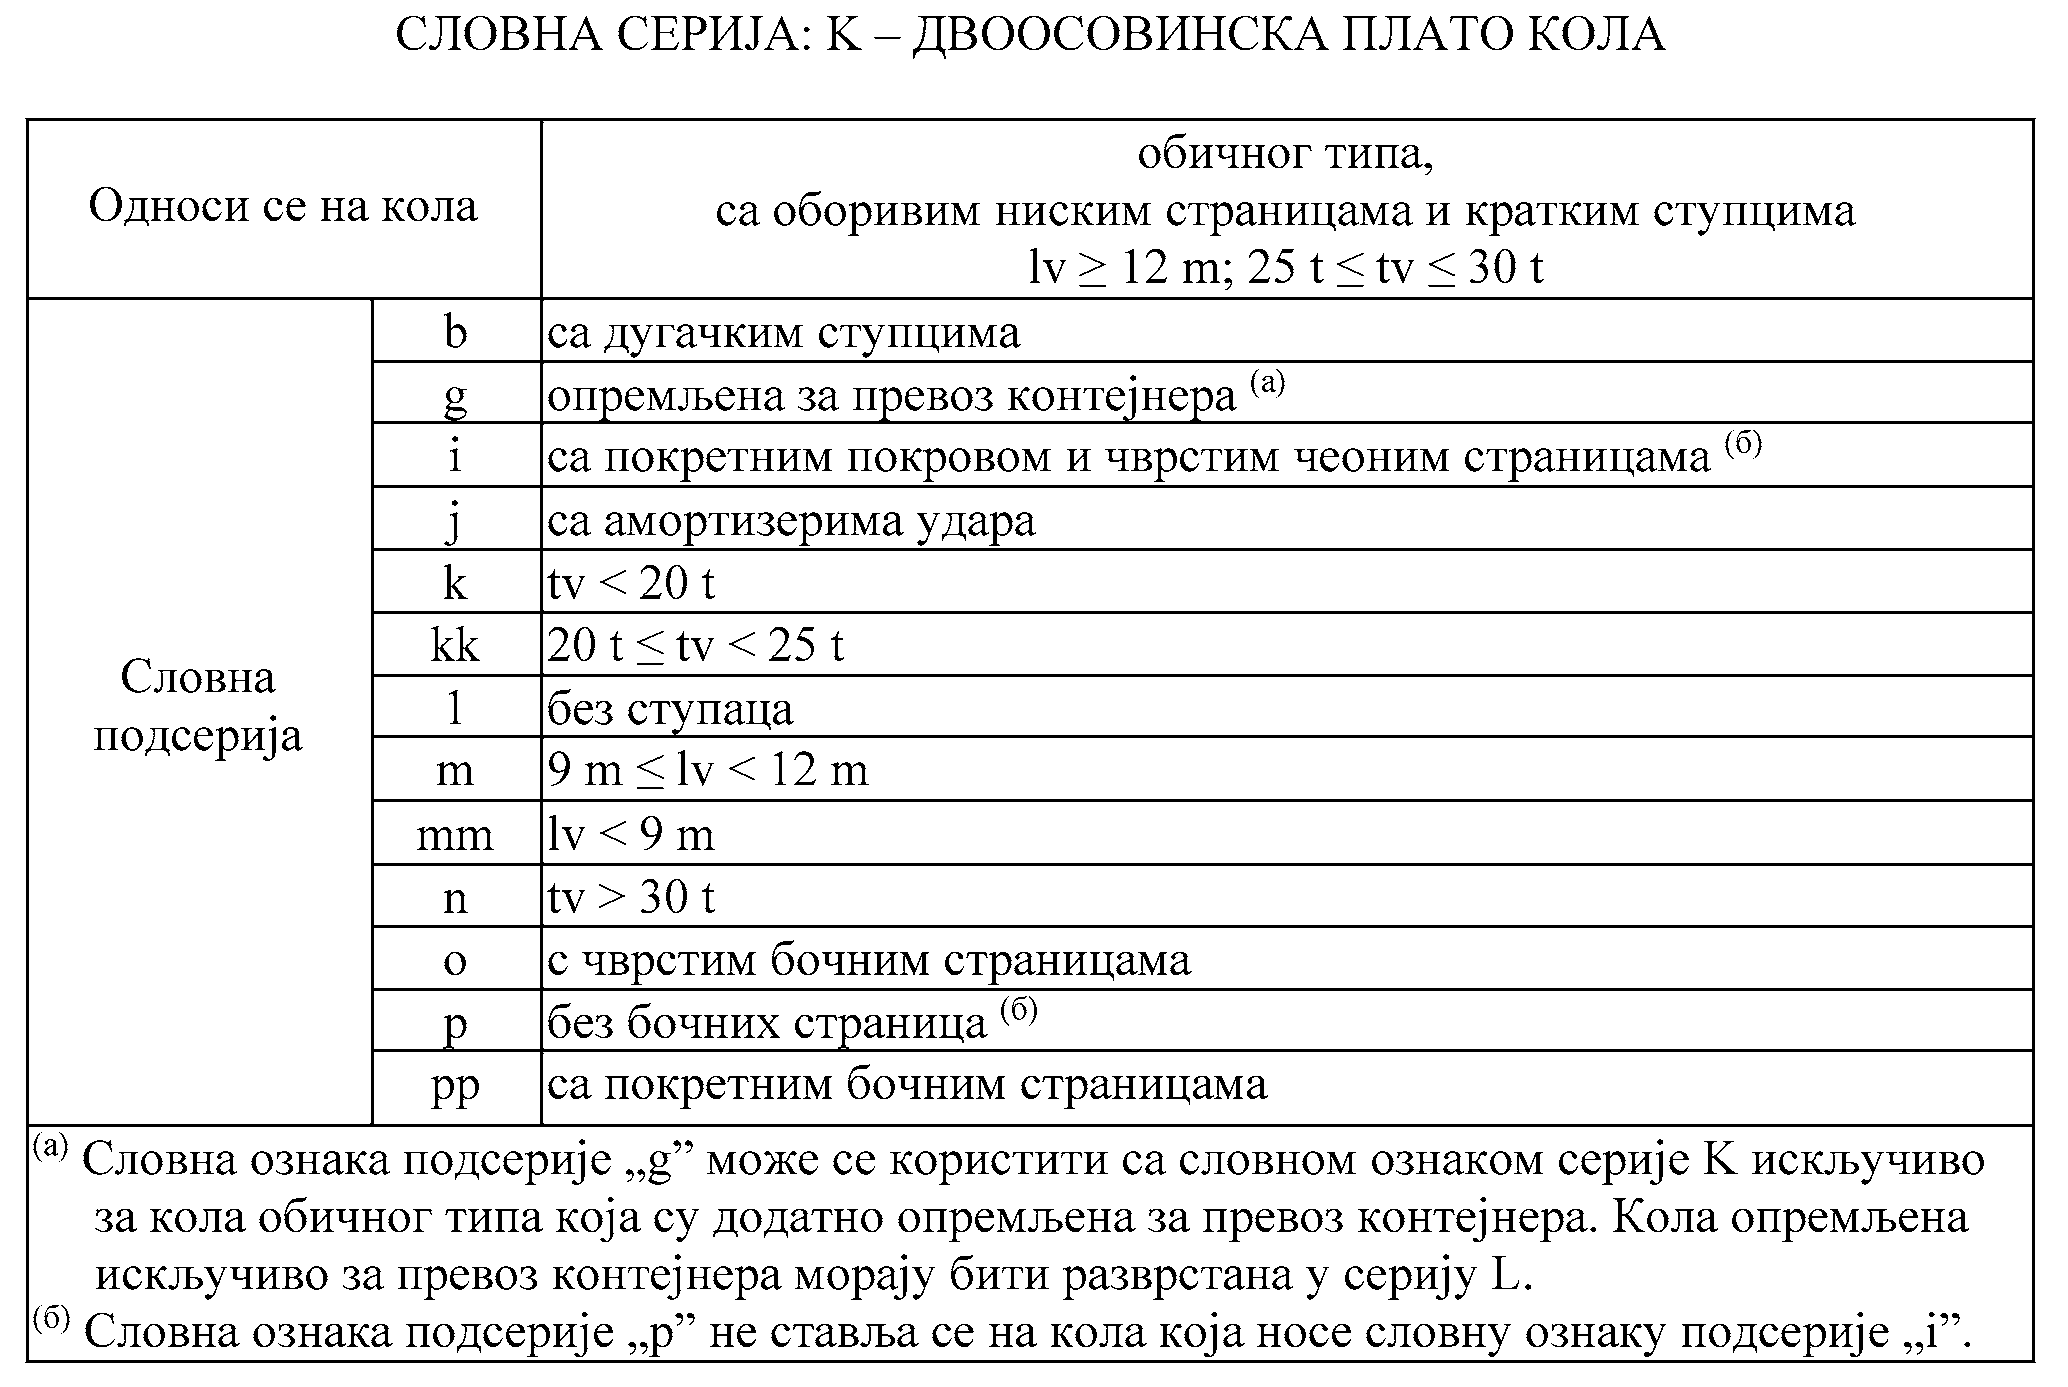 СЛОВНА СЕРИЈА: K – ДВООСОВИНСКА ПЛАТО КОЛА
Односи се на кола
обичног типа,
са оборивим ниским страницама и кратким ступцима
lv ≥ 12 m; 25 t ≤ tv ≤ 30 t
Словна
подсерија
b са дугачким ступцима
g опремљена за превоз контејнера (а)
i са покретним покровом и чврстим чеоним страницама (б)
j са амортизерима удара
k tv < 20 t
kk 20 t ≤ tv < 25 t
l без ступаца
m 9 m ≤ lv < 12 m
mm lv < 9 m
n tv > 30 t
o с чврстим бочним страницама
p без бочних страница (б)
pp са покретним бочним страницама
(а) Словна ознака подсерије „g” може се користити са словном ознаком серије K искључиво
за кола обичног типа која су додатно опремљена за превоз контејнера. Кола опремљена
искључиво за превоз контејнера морају бити разврстана у серију L.
(б) Словна ознака подсерије „p” не ставља се на кола која носе словну ознаку подсерије „i”.